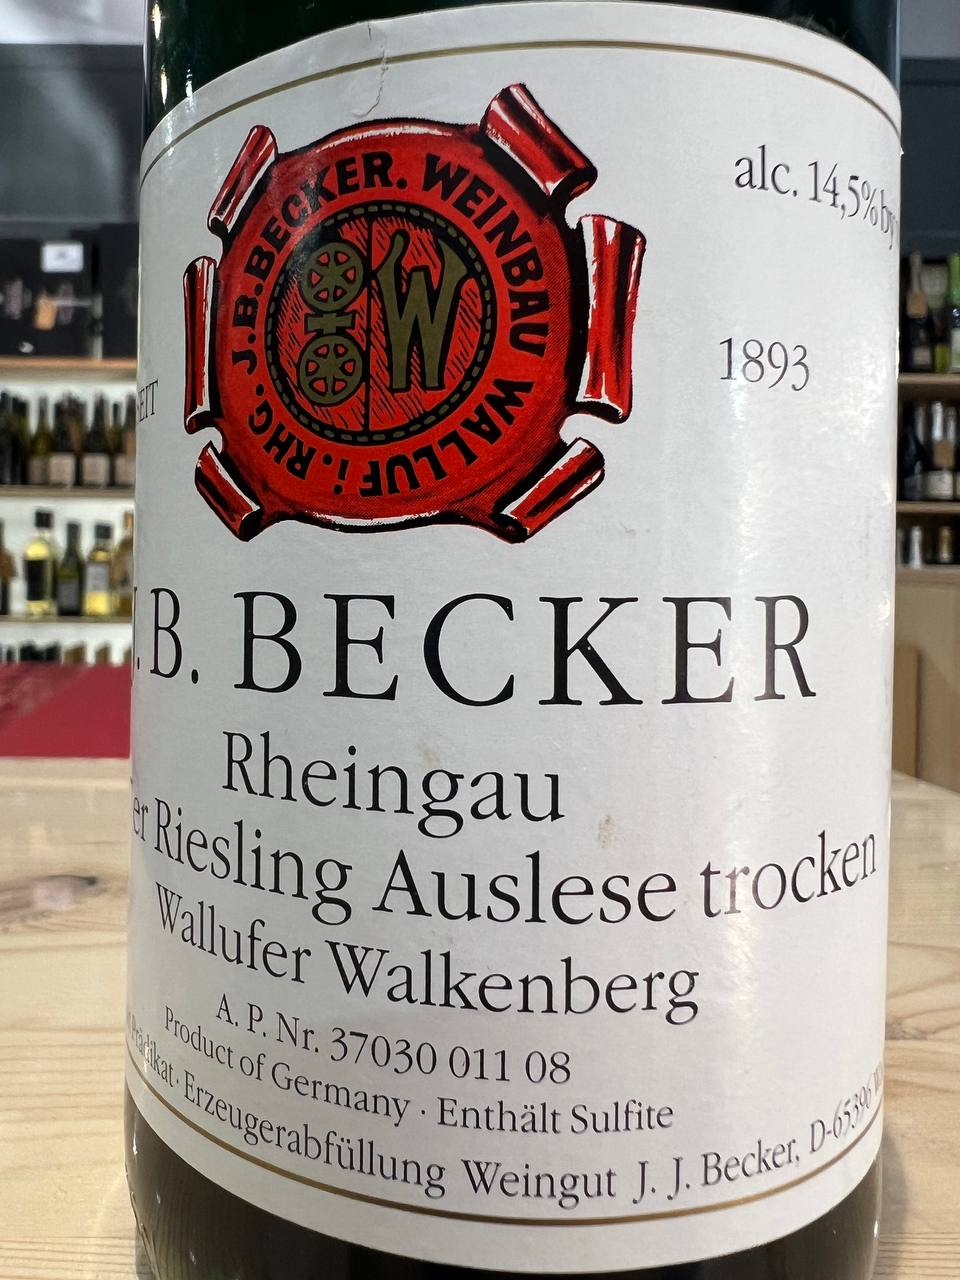 alc. 14,5% by
J.B.BECKER. WEINBAU WALLUF i. RHG.
W
SEIT
1893
J. B. BECKER
Rheingau
er Riesling Auslese trocken
Wallufer Walkenberg
A. P. Nr. 37030 011 08
Product of Germany · Enthält Sulfite
Prädikat · Erzeugerabfüllung Weingut J. J. Becker, D-65396